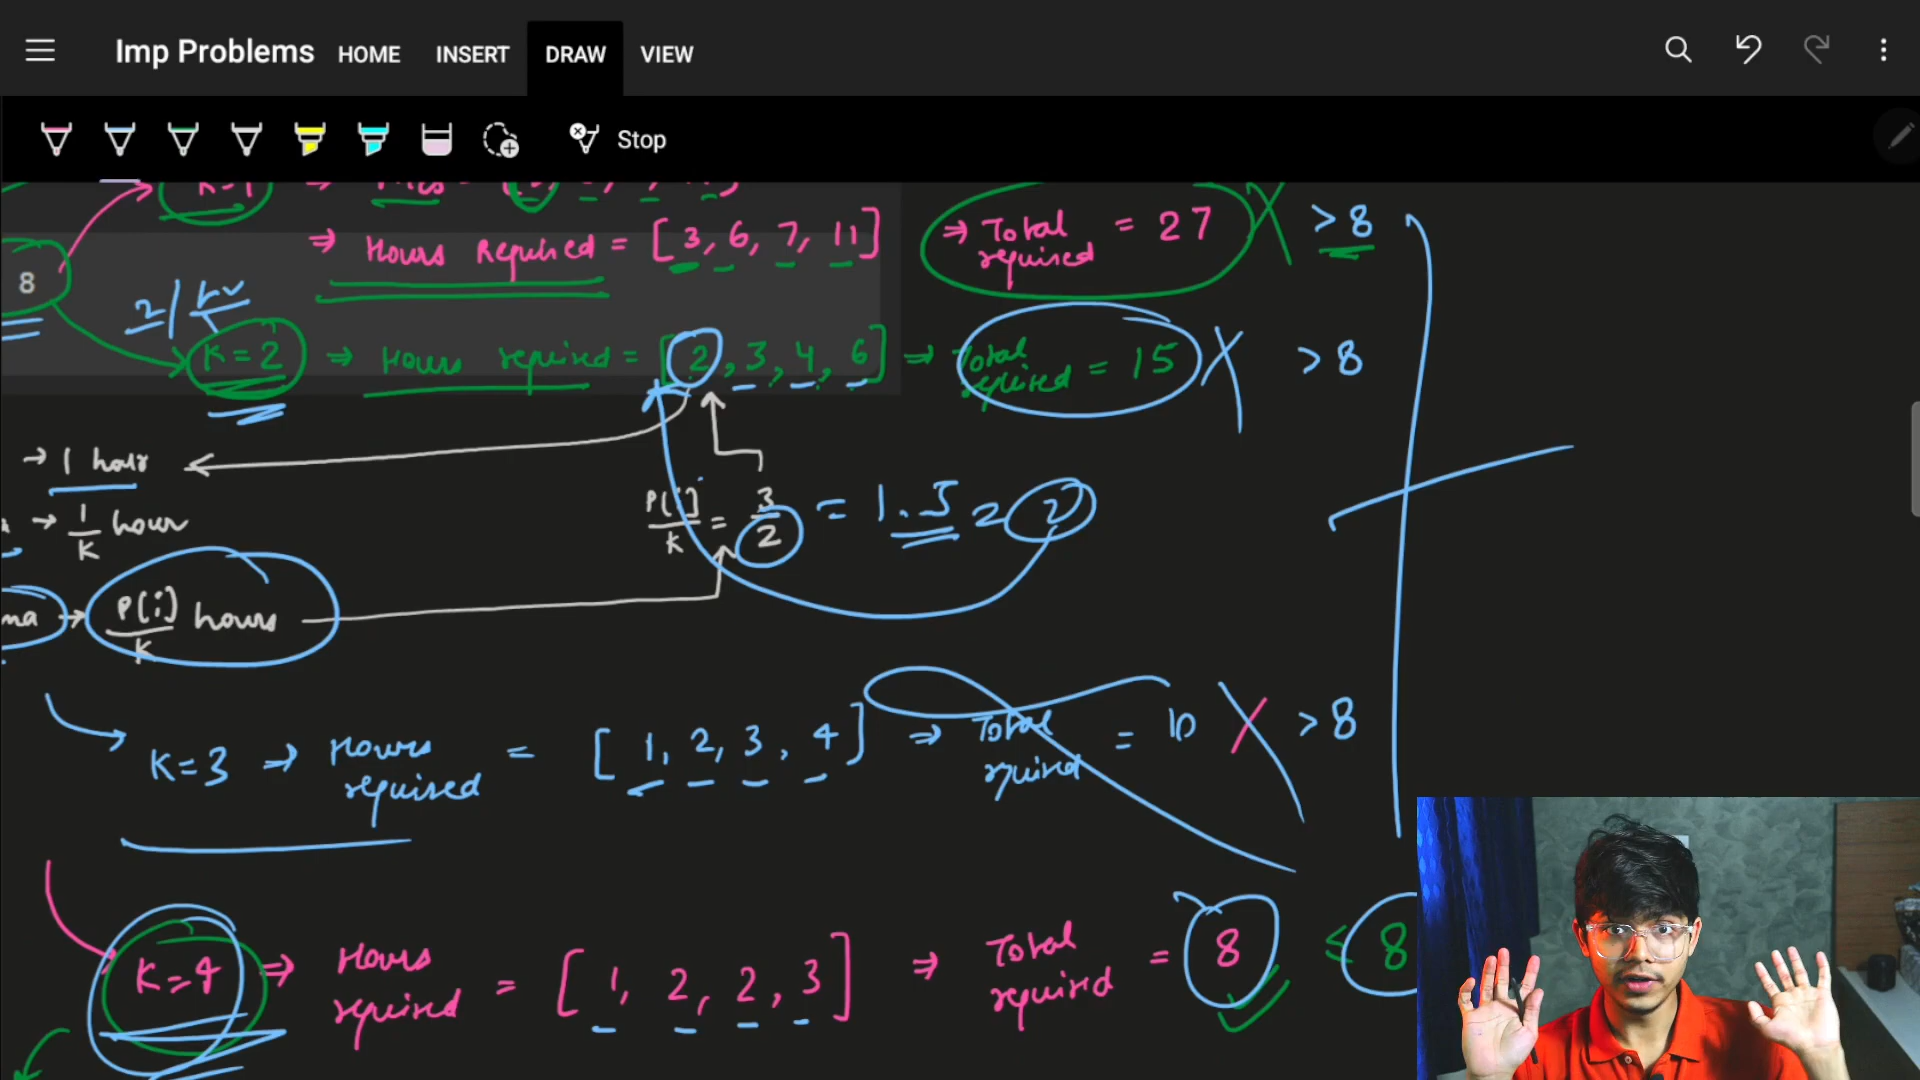 Imp Problems HOME INSERT DRAW VIEW
Stop
K=1
⇒ Hours Required = [3, 6, 7, 11] ⇒ Total required = 27 X >8
8
2/
K=2 ⇒ Hours required = [2, 3, 4, 6] ⇒ Total required = 15 X >8
→ 1 hour
→ 1/K hour
P[i]/K = 3/2 = 1.5 = 2
na → P[i]/K hours
K=3 → Hours required = [1, 2, 3, 4] ⇒ Total required = 10 X >8
K=4 ⇒ Hours required = [1, 2, 2, 3] ⇒ Total required = 8 ≤ 8